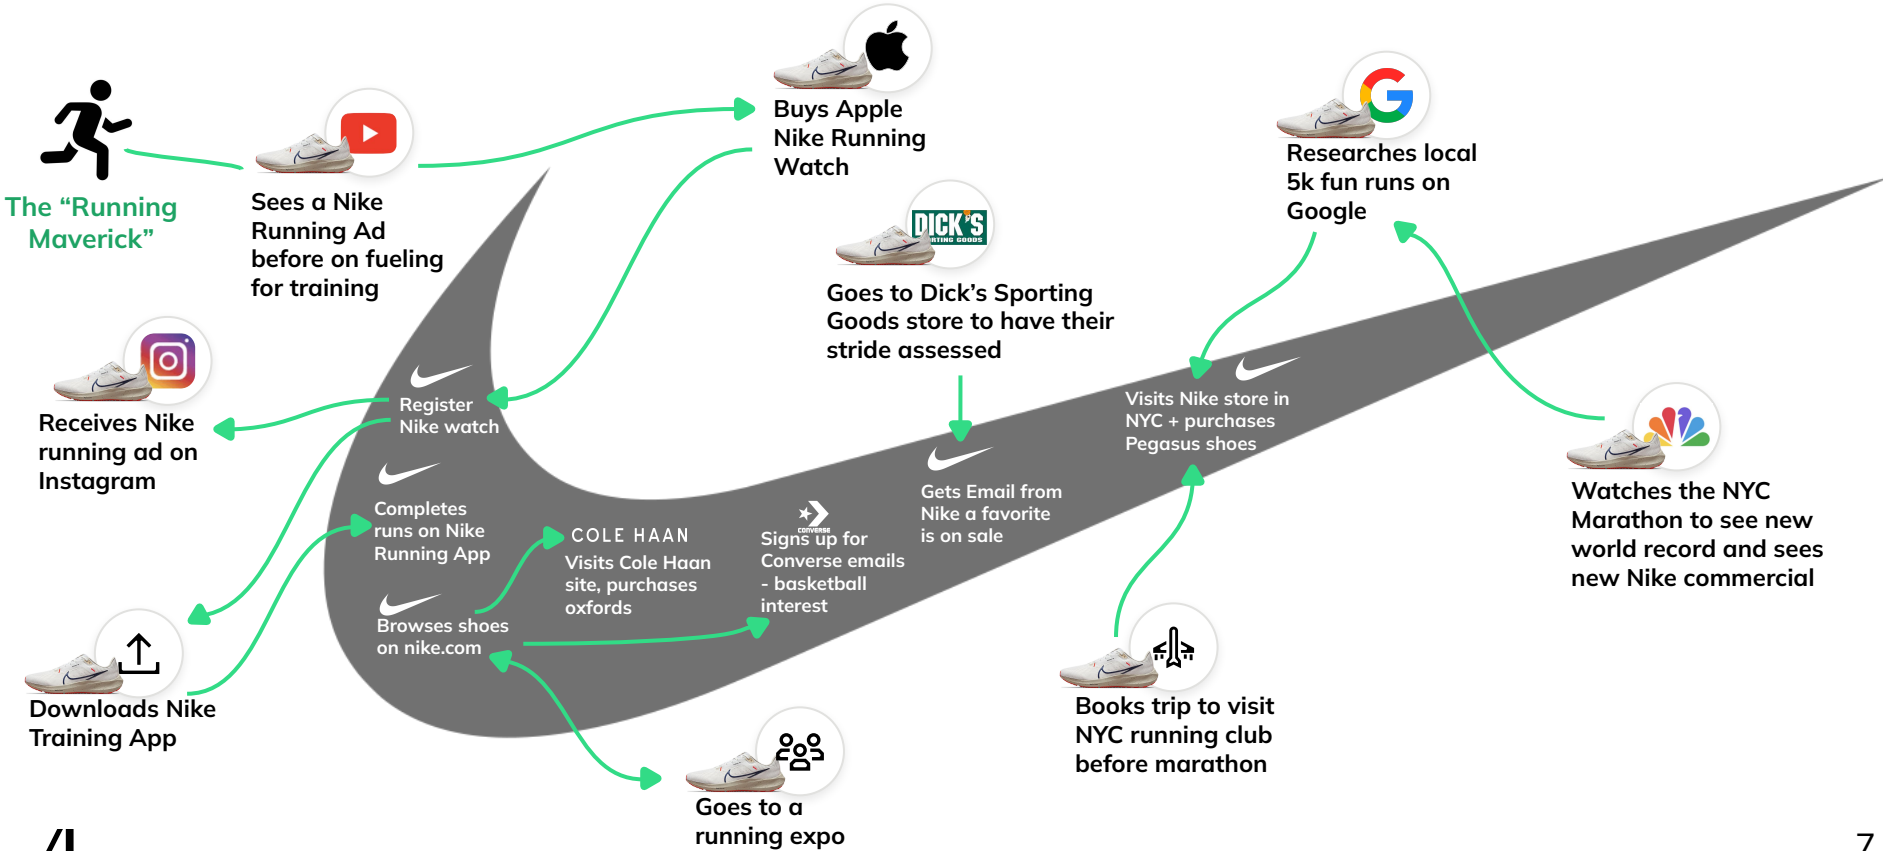 The “Running
Maverick”
Sees a Nike
Running Ad
before on fueling
for training
Buys Apple
Nike Running
Watch
DICK'S
RTING GOODS
Goes to Dick’s Sporting
Goods store to have their
stride assessed
Researches local
5k fun runs on
Google
Receives Nike
running ad on
Instagram
Register
Nike watch
Completes
runs on Nike
Running App
Browses shoes
on nike.com
COLE HAAN
Visits Cole Haan
site, purchases
oxfords
CONVERSE
Signs up for
Converse emails
- basketball
interest
Gets Email from
Nike a favorite
is on sale
Visits Nike store in
NYC + purchases
Pegasus shoes
Watches the NYC
Marathon to see new
world record and sees
new Nike commercial
Downloads Nike
Training App
Goes to a
running expo
Books trip to visit
NYC running club
before marathon
7